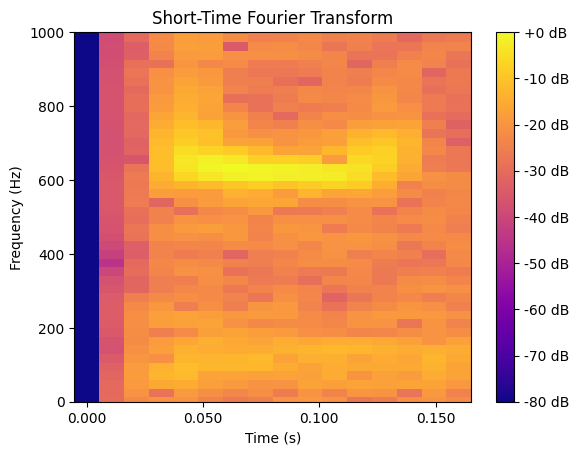 Short-Time Fourier Transform
Frequency (Hz)
1000
800
600
400
200
0
0.000
0.050
0.100
0.150
Time (s)
+0 dB
-10 dB
-20 dB
-30 dB
-40 dB
-50 dB
-60 dB
-70 dB
-80 dB